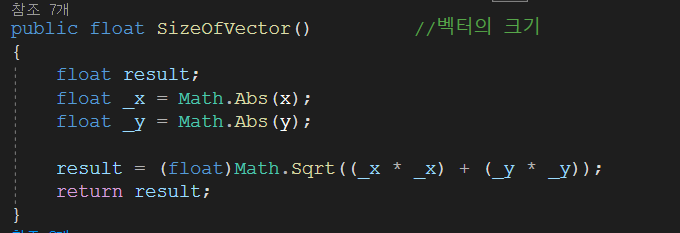 참조 7개
public float SizeOfVector() //벡터의 크기
{
float result;
float _x = Math.Abs(x);
float _y = Math.Abs(y);
result = (float)Math.Sqrt((_x * _x) + (_y * _y));
return result;
}